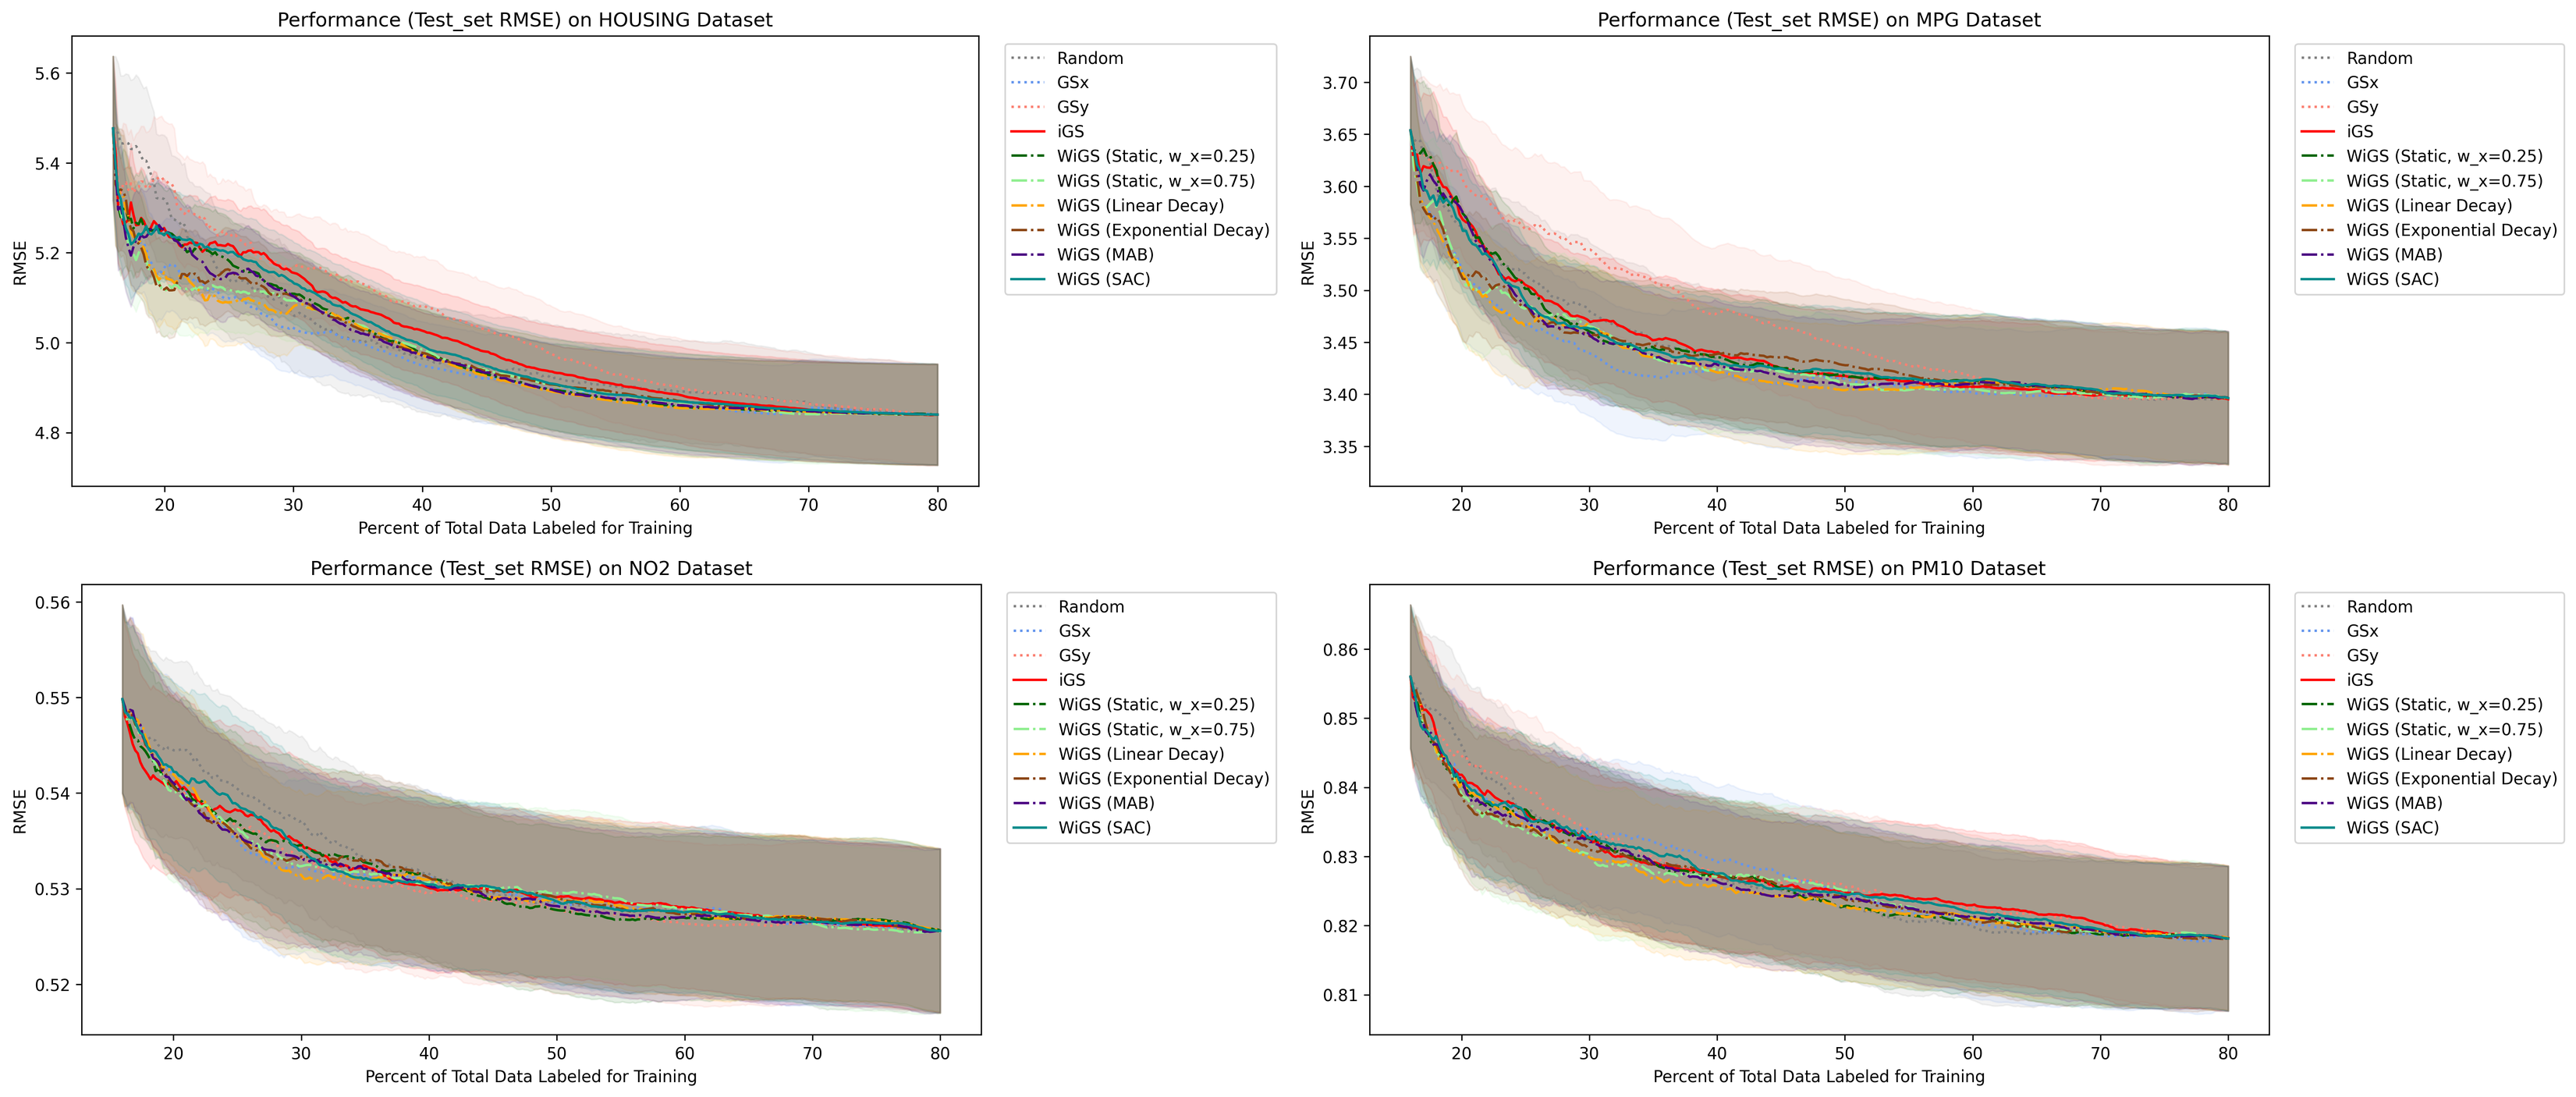 Performance (Test_set RMSE) on HOUSING Dataset
RMSE
5.6
5.4
5.2
5.0
4.8
20 30 40 50 60 70 80
Percent of Total Data Labeled for Training
Random
GSx
GSy
iGS
WiGS (Static, w_x=0.25)
WiGS (Static, w_x=0.75)
WiGS (Linear Decay)
WiGS (Exponential Decay)
WiGS (MAB)
WiGS (SAC)
Performance (Test_set RMSE) on MPG Dataset
RMSE
3.70
3.65
3.60
3.55
3.50
3.45
3.40
3.35
20 30 40 50 60 70 80
Percent of Total Data Labeled for Training
Random
GSx
GSy
iGS
WiGS (Static, w_x=0.25)
WiGS (Static, w_x=0.75)
WiGS (Linear Decay)
WiGS (Exponential Decay)
WiGS (MAB)
WiGS (SAC)
Performance (Test_set RMSE) on NO2 Dataset
RMSE
0.56
0.55
0.54
0.53
0.52
20 30 40 50 60 70 80
Percent of Total Data Labeled for Training
Random
GSx
GSy
iGS
WiGS (Static, w_x=0.25)
WiGS (Static, w_x=0.75)
WiGS (Linear Decay)
WiGS (Exponential Decay)
WiGS (MAB)
WiGS (SAC)
Performance (Test_set RMSE) on PM10 Dataset
RMSE
0.86
0.85
0.84
0.83
0.82
0.81
20 30 40 50 60 70 80
Percent of Total Data Labeled for Training
Random
GSx
GSy
iGS
WiGS (Static, w_x=0.25)
WiGS (Static, w_x=0.75)
WiGS (Linear Decay)
WiGS (Exponential Decay)
WiGS (MAB)
WiGS (SAC)